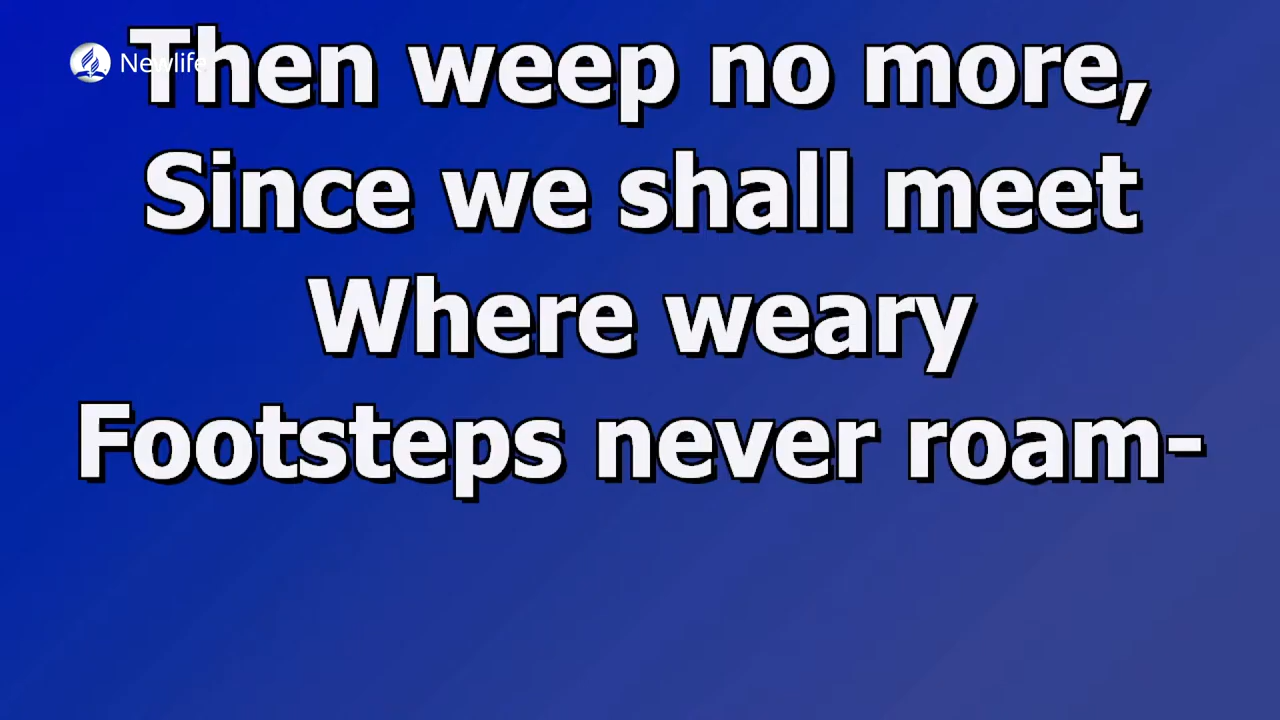 Newlife
Then weep no more,
Since we shall meet
Where weary
Footsteps never roam-